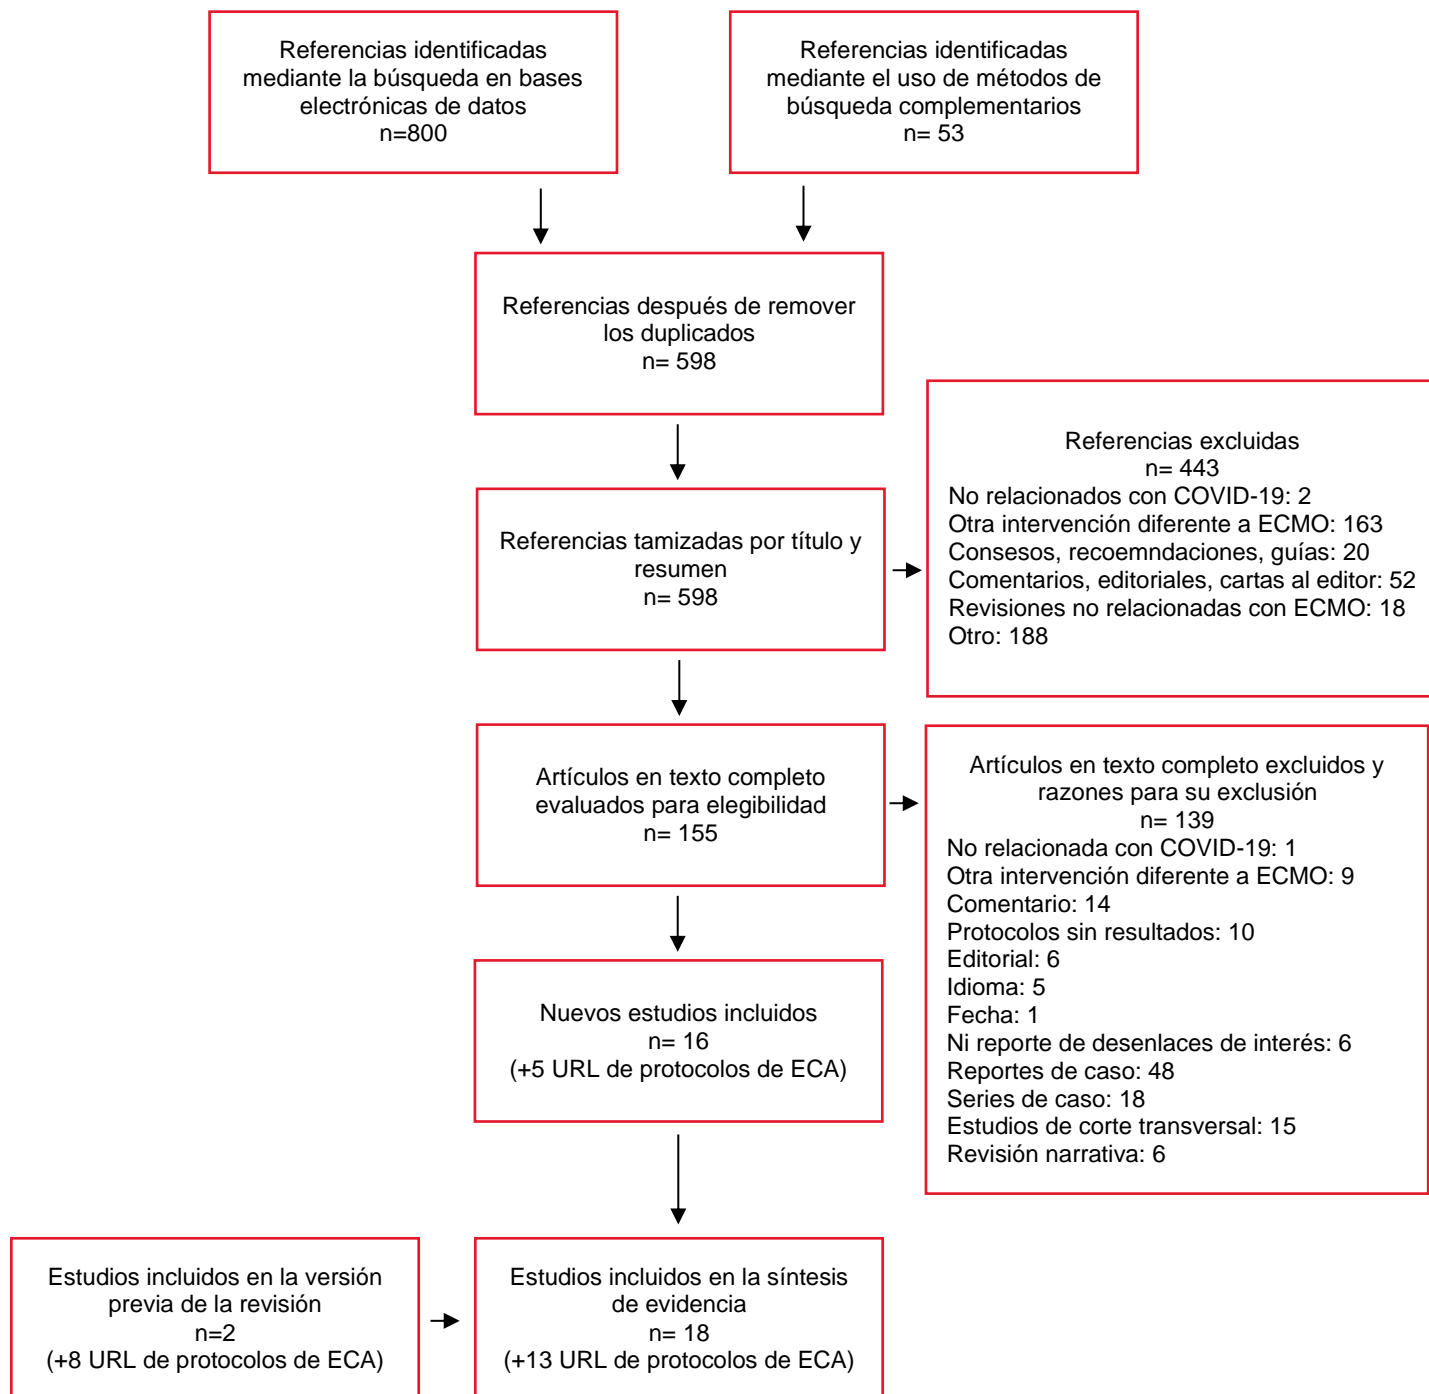 Referencias identificadas
mediante la búsqueda en bases
electrónicas de datos
n=800
Referencias identificadas
mediante el uso de métodos de
búsqueda complementarios
n= 53
Referencias después de remover
los duplicados
n= 598
Referencias tamizadas por título y
resumen
n= 598
Referencias excluidas
n= 443
No relacionados con COVID-19: 2
Otra intervención diferente a ECMO: 163
Consesos, recoemndaciones, guías: 20
Comentarios, editoriales, cartas al editor: 52
Revisiones no relacionadas con ECMO: 18
Otro: 188
Artículos en texto completo
evaluados para elegibilidad
n= 155
Artículos en texto completo excluidos y
razones para su exclusión
n= 139
No relacionada con COVID-19: 1
Otra intervención diferente a ECMO: 9
Comentario: 14
Protocolos sin resultados: 10
Editorial: 6
Idioma: 5
Fecha: 1
Ni reporte de desenlaces de interés: 6
Reportes de caso: 48
Series de caso: 18
Estudios de corte transversal: 15
Revisión narrativa: 6
Nuevos estudios incluidos
n= 16
(+5 URL de protocolos de ECA)
Estudios incluidos en la versión
previa de la revisión
n=2
(+8 URL de protocolos de ECA)
Estudios incluidos en la síntesis
de evidencia
n= 18
(+13 URL de protocolos de ECA)